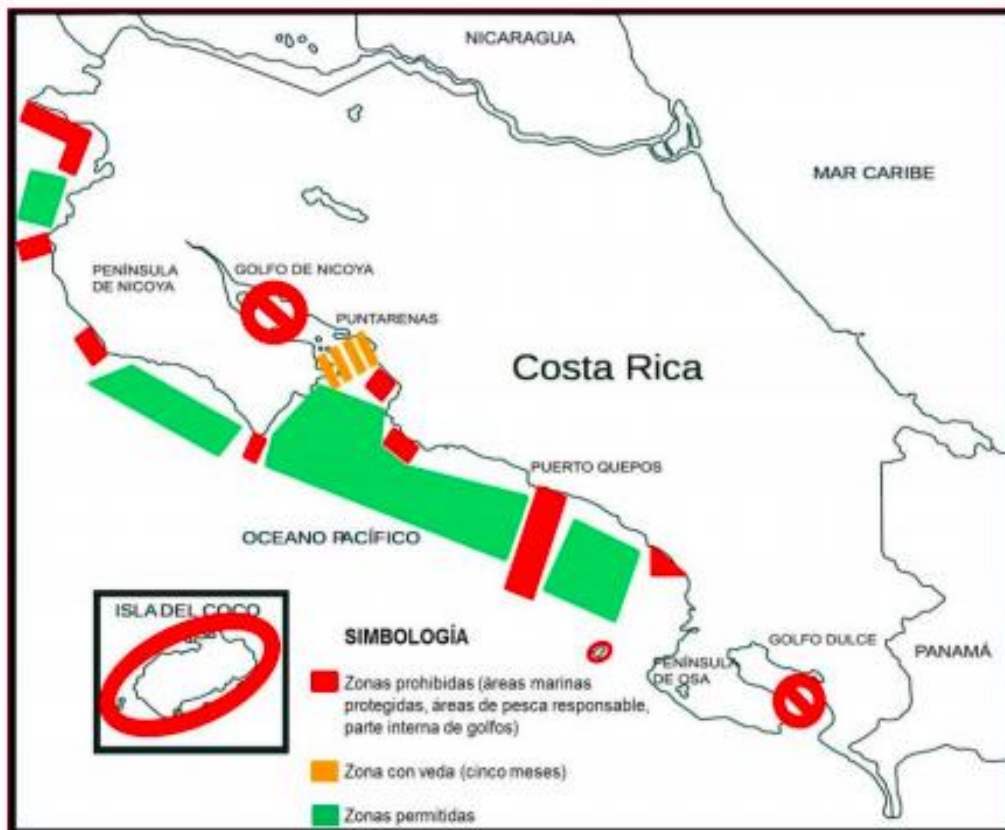 NICARAGUA
MAR CARIBE
PENÍNSULA
DE NICOYA
GOLFO DE NICOYA
PUNTARENAS
Costa Rica
PUERTO QUEPOS
OCEANO PACÍFICO
ISLA DEL COCO
GOLFO DULCE
PENÍNSULA
DE OSA
PANAMÁ
SIMBOLOGÍA
Zonas prohibidas (áreas marinas
protegidas, áreas de pesca responsable,
parte interna de golfos)
Zona con veda (cinco meses)
Zonas permitidas